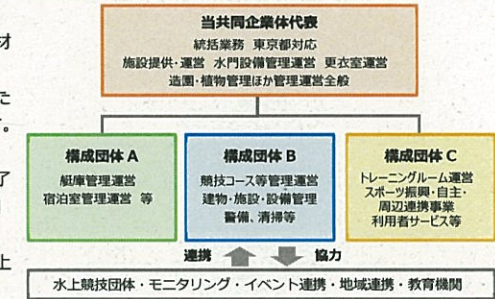 材
た
。
了
上
当共同企業体代表
統括業務 東京都対応
施設提供・運営 水門設備管理運営 更衣室運営
造園・植物管理ほか管理運営全般
構成団体 A
艇庫管理運営
宿泊室管理運営 等
構成団体 B
競技コース等管理運営
建物・施設・設備管理
警備、清掃等
構成団体 C
トレーニングルーム運営
スポーツ振興・自主・
周辺連携事業
利用者サービス等
連携
協力
水上競技団体・モニタリング・イベント連携・地域連携・教育機関